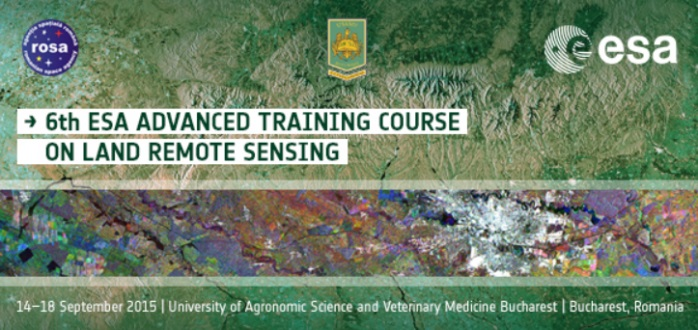 rosa
esa
→ 6th ESA ADVANCED TRAINING COURSE
ON LAND REMOTE SENSING
14–18 September 2015 | University of Agronomic Science and Veterinary Medicine Bucharest | Bucharest, Romania